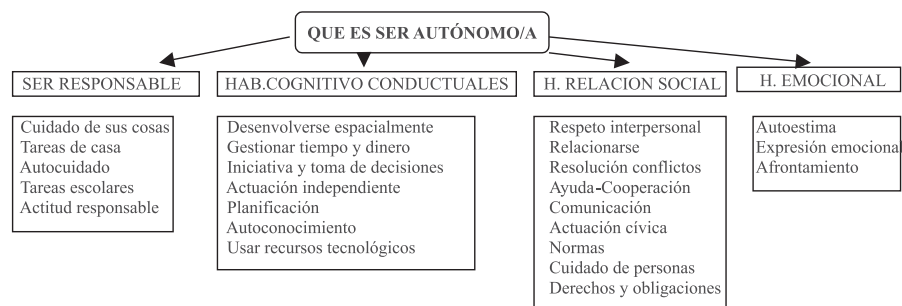 QUE ES SER AUTÓNOMO/A
SER RESPONSABLE
Cuidado de sus cosas
Tareas de casa
Autocuidado
Tareas escolares
Actitud responsable
HAB.COGNITIVO CONDUCTUALES
Desenvolverse espacialmente
Gestionar tiempo y dinero
Iniciativa y toma de decisiones
Actuación independiente
Planificación
Autoconocimiento
Usar recursos tecnológicos
H. RELACION SOCIAL
Respeto interpersonal
Relacionarse
Resolución conflictos
Ayuda-Cooperación
Comunicación
Actuación cívica
Normas
Cuidado de personas
Derechos y obligaciones
H. EMOCIONAL
Autoestima
Expresión emocional
Afrontamiento